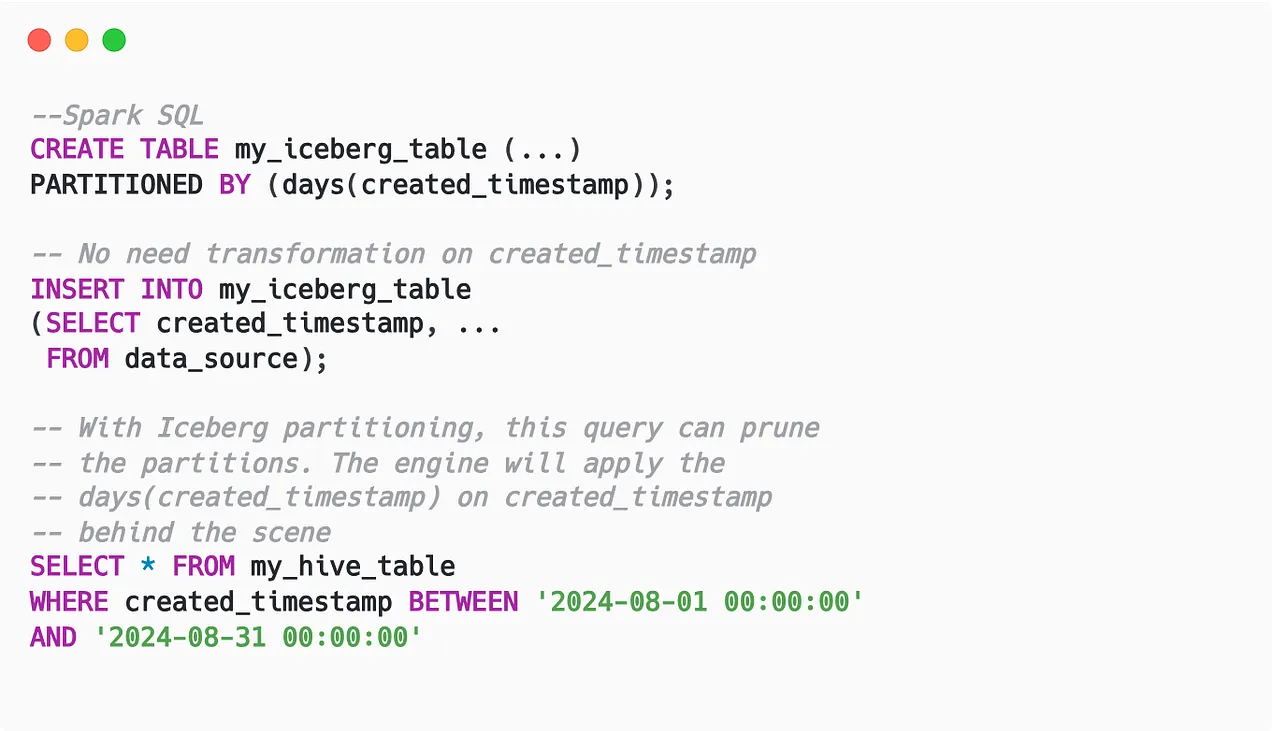 --Spark SQL
CREATE TABLE my_iceberg_table (...)
PARTITIONED BY (days(created_timestamp));
-- No need transformation on created_timestamp
INSERT INTO my_iceberg_table
(SELECT created_timestamp, ...
FROM data_source);
-- With Iceberg partitioning, this query can prune
-- the partitions. The engine will apply the
-- days(created_timestamp) on created_timestamp
-- behind the scene
SELECT * FROM my_hive_table
WHERE created_timestamp BETWEEN '2024-08-01 00:00:00'
AND '2024-08-31 00:00:00'